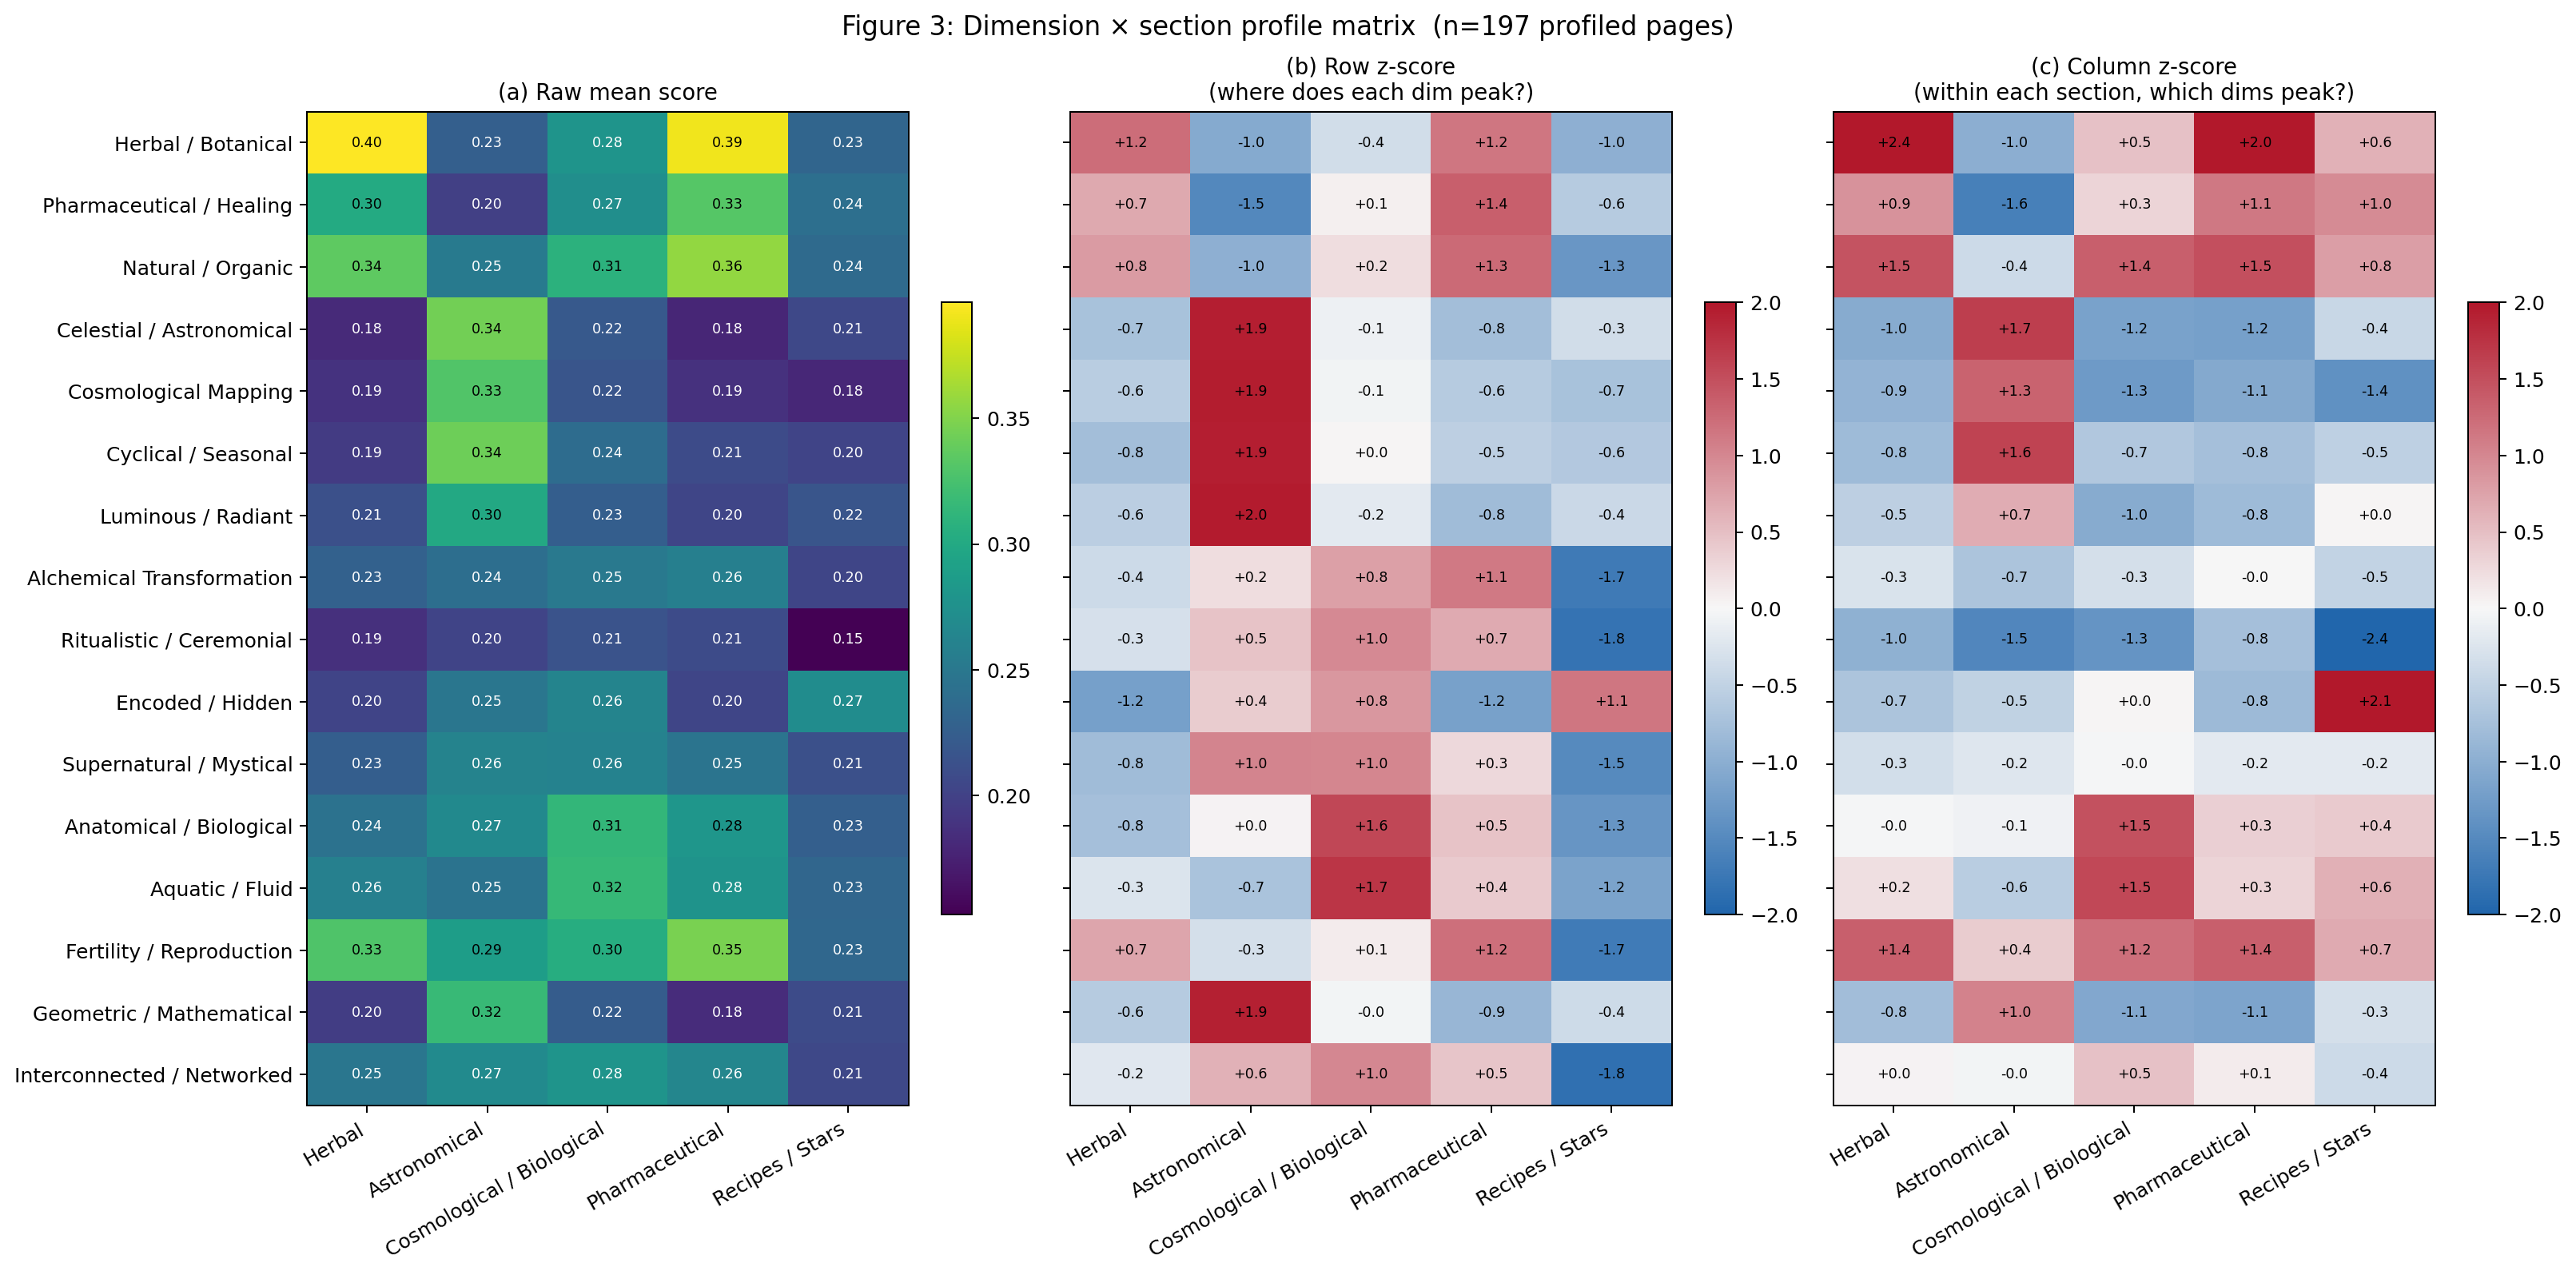 Figure 3: Dimension × section profile matrix  (n=197 profiled pages)
(a) Raw mean score
Herbal / Botanical 0.40 0.23 0.28 0.39 0.23
Pharmaceutical / Healing 0.30 0.20 0.27 0.33 0.24
Natural / Organic 0.34 0.25 0.31 0.36 0.24
Celestial / Astronomical 0.18 0.34 0.22 0.18 0.21
Cosmological Mapping 0.19 0.33 0.22 0.19 0.18
Cyclical / Seasonal 0.19 0.34 0.24 0.21 0.20
Luminous / Radiant 0.21 0.30 0.23 0.20 0.22
Alchemical Transformation 0.23 0.24 0.25 0.26 0.20
Ritualistic / Ceremonial 0.19 0.20 0.21 0.21 0.15
Encoded / Hidden 0.20 0.25 0.26 0.20 0.27
Supernatural / Mystical 0.23 0.26 0.26 0.25 0.21
Anatomical / Biological 0.24 0.27 0.31 0.28 0.23
Aquatic / Fluid 0.26 0.25 0.32 0.28 0.23
Fertility / Reproduction 0.33 0.29 0.30 0.35 0.23
Geometric / Mathematical 0.20 0.32 0.22 0.18 0.21
Interconnected / Networked 0.25 0.27 0.28 0.26 0.21
Herbal
Astronomical
Cosmological / Biological
Pharmaceutical
Recipes / Stars
0.35
0.30
0.25
0.20
(b) Row z-score
(where does each dim peak?)
+1.2 -1.0 -0.4 +1.2 -1.0
+0.7 -1.5 +0.1 +1.4 -0.6
+0.8 -1.0 +0.2 +1.3 -1.3
-0.7 +1.9 -0.1 -0.8 -0.3
-0.6 +1.9 -0.1 -0.6 -0.7
-0.8 +1.9 +0.0 -0.5 -0.6
-0.6 +2.0 -0.2 -0.8 -0.4
-0.4 +0.2 +0.8 +1.1 -1.7
-0.3 +0.5 +1.0 +0.7 -1.8
-1.2 +0.4 +0.8 -1.2 +1.1
-0.8 +1.0 +1.0 +0.3 -1.5
-0.8 +0.0 +1.6 +0.5 -1.3
-0.3 -0.7 +1.7 +0.4 -1.2
+0.7 -0.3 +0.1 +1.2 -1.7
-0.6 +1.9 -0.0 -0.9 -0.4
-0.2 +0.6 +1.0 +0.5 -1.8
Herbal
Astronomical
Cosmological / Biological
Pharmaceutical
Recipes / Stars
2.0
1.5
1.0
0.5
0.0
−0.5
−1.0
−1.5
−2.0
(c) Column z-score
(within each section, which dims peak?)
+2.4 -1.0 +0.5 +2.0 +0.6
+0.9 -1.6 +0.3 +1.1 +1.0
+1.5 -0.4 +1.4 +1.5 +0.8
-1.0 +1.7 -1.2 -1.2 -0.4
-0.9 +1.3 -1.3 -1.1 -1.4
-0.8 +1.6 -0.7 -0.8 -0.5
-0.5 +0.7 -1.0 -0.8 +0.0
-0.3 -0.7 -0.3 -0.0 -0.5
-1.0 -1.5 -1.3 -0.8 -2.4
-0.7 -0.5 +0.0 -0.8 +2.1
-0.3 -0.2 -0.0 -0.2 -0.2
-0.0 -0.1 +1.5 +0.3 +0.4
+0.2 -0.6 +1.5 +0.3 +0.6
+1.4 +0.4 +1.2 +1.4 +0.7
-0.8 +1.0 -1.1 -1.1 -0.3
+0.0 -0.0 +0.5 +0.1 -0.4
Herbal
Astronomical
Cosmological / Biological
Pharmaceutical
Recipes / Stars
2.0
1.5
1.0
0.5
0.0
−0.5
−1.0
−1.5
−2.0